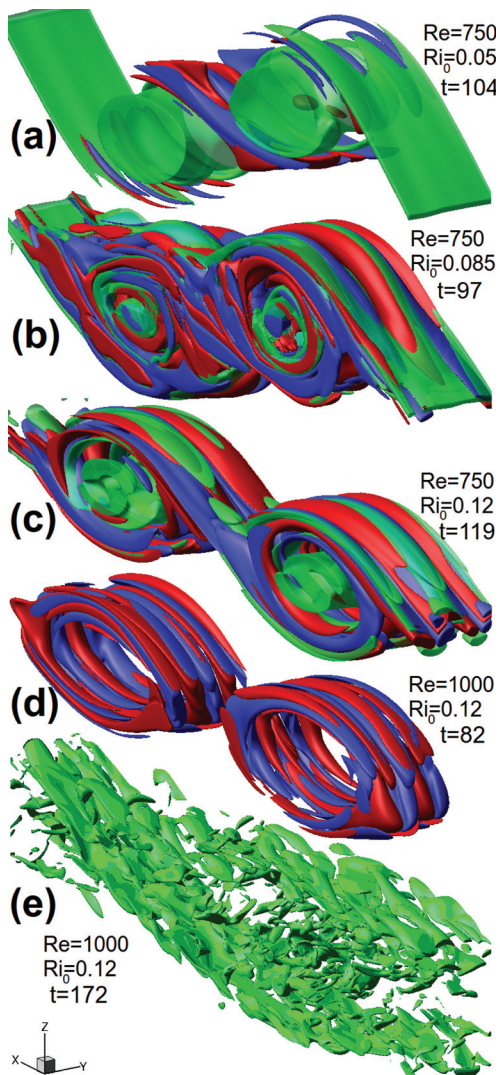 Re=750
Ri₀=0.05
t=104
(a)
Re=750
Ri₀=0.085
t=97
(b)
Re=750
Ri₀=0.12
t=119
(c)
Re=1000
Ri₀=0.12
t=82
(d)
(e)
Re=1000
Ri₀=0.12
t=172
Z
X
Y